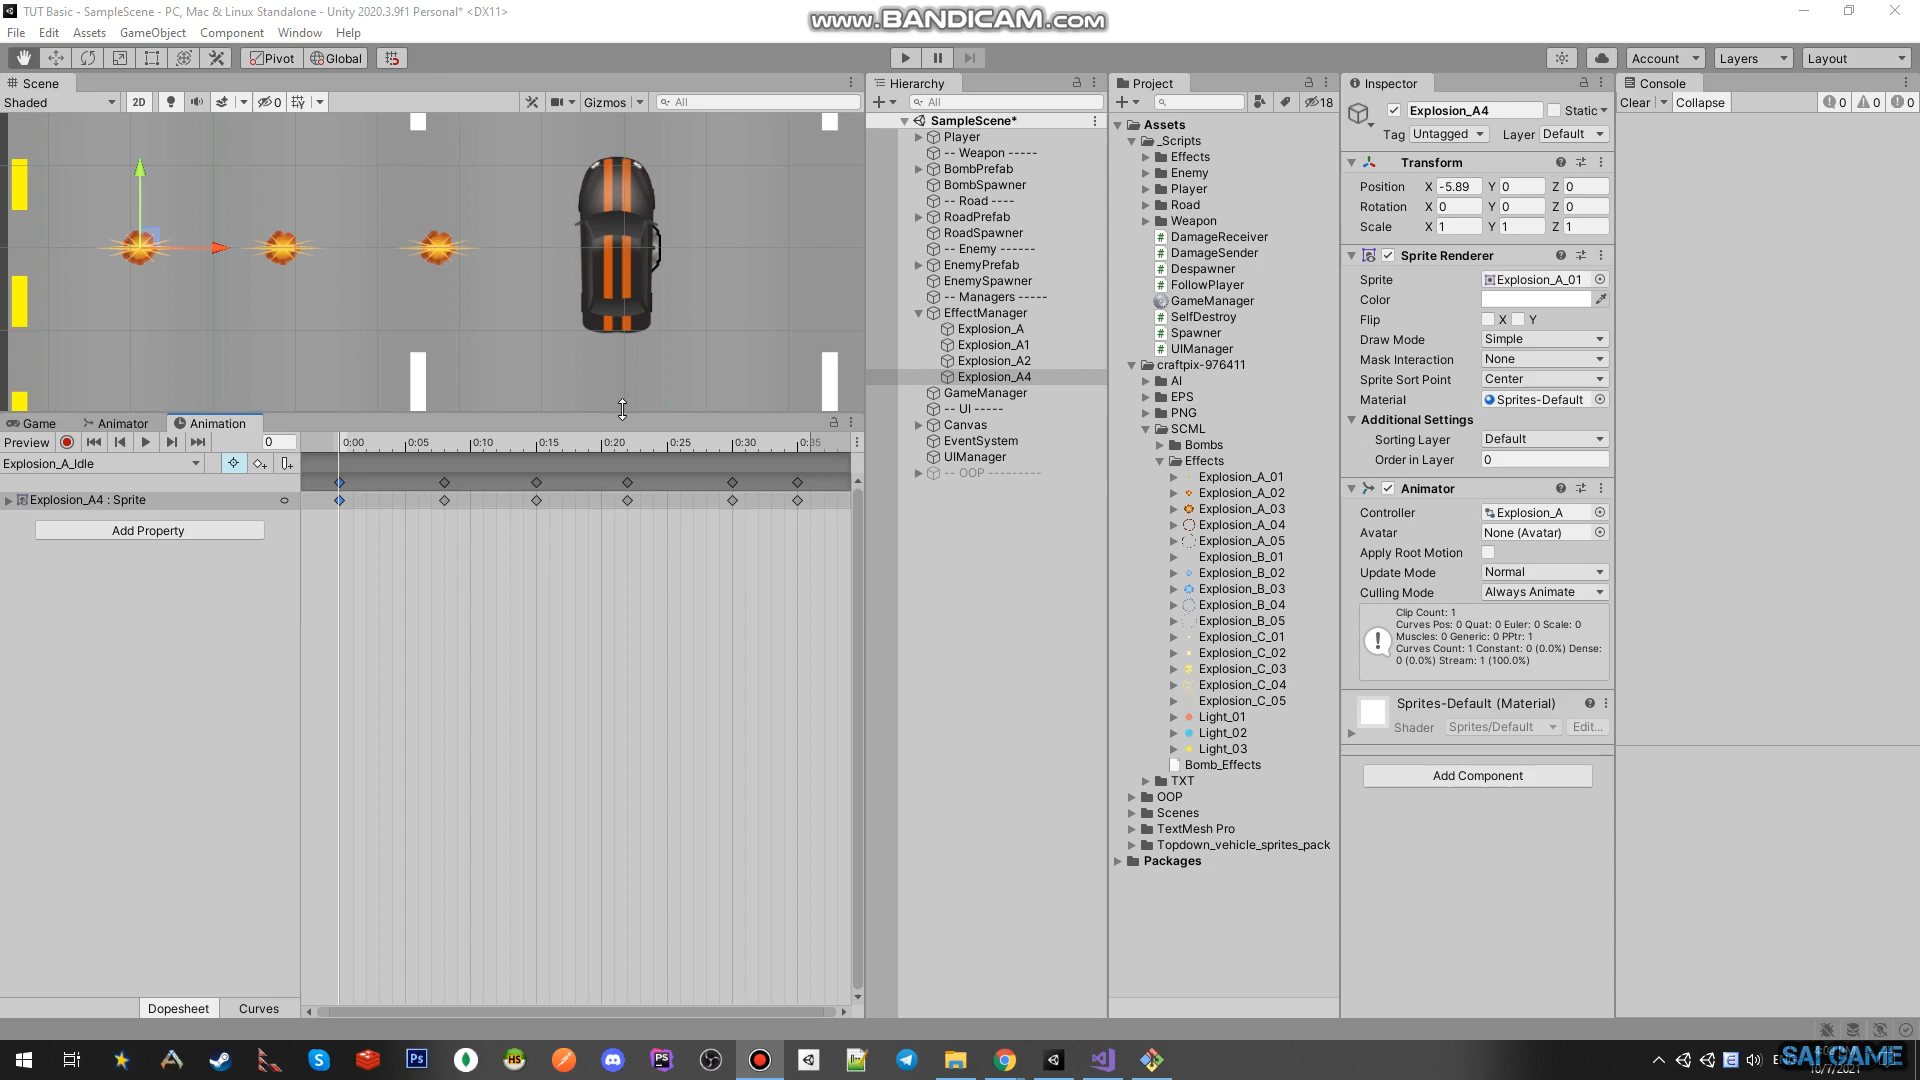 TUT Basic - SampleScene - PC, Mac & Linux Standalone - Unity 2020.3.9f1 Personal* <DX11>
www.BANDICAM.com
File Edit Assets GameObject Component Window Help
Pivot Global Account Layers Layout
Scene
Shaded 2D 0 Gizmos All
Hierarchy
All
SampleScene*
Player
-- Weapon -----
BombPrefab
BombSpawner
-- Road ----
RoadPrefab
RoadSpawner
-- Enemy ------
EnemyPrefab
EnemySpawner
-- Managers -----
EffectManager
Explosion_A
Explosion_A1
Explosion_A2
Explosion_A4
GameManager
-- UI -----
Canvas
EventSystem
UIManager
-- OOP ---------
Project
18
Assets
_Scripts
Effects
Enemy
Player
Road
Weapon
DamageReceiver
DamageSender
Despawner
FollowPlayer
GameManager
SelfDestroy
Spawner
UIManager
craftpix-976411
AI
EPS
PNG
SCML
Bombs
Effects
Explosion_A_01
Explosion_A_02
Explosion_A_03
Explosion_A_04
Explosion_A_05
Explosion_B_01
Explosion_B_02
Explosion_B_03
Explosion_B_04
Explosion_B_05
Explosion_C_01
Explosion_C_02
Explosion_C_03
Explosion_C_04
Explosion_C_05
Light_01
Light_02
Light_03
Bomb_Effects
TXT
OOP
Scenes
TextMesh Pro
Topdown_vehicle_sprites_pack
Packages
Inspector
Explosion_A4 Static
Tag Untagged Layer Default
Transform
Position X -5.89 Y 0 Z 0
Rotation X 0 Y 0 Z 0
Scale X 1 Y 1 Z 1
Sprite Renderer
Sprite Explosion_A_01
Color
Flip X Y
Draw Mode Simple
Mask Interaction None
Sprite Sort Point Center
Material Sprites-Default
Additional Settings
Sorting Layer Default
Order in Layer 0
Animator
Controller Explosion_A
Avatar None (Avatar)
Apply Root Motion
Update Mode Normal
Culling Mode Always Animate
Clip Count: 1
Curves Pos: 0 Quat: 0 Euler: 0 Scale: 0
Muscles: 0 Generic: 0 PPtr: 1
Curves Count: 1 Constant: 0 (0.0%) Dense:
0 (0.0%) Stream: 1 (100.0%)
Sprites-Default (Material)
Shader Sprites/Default Edit...
Add Component
Console
Clear Collapse 0 0 0
Game Animator Animation
Preview 0 0:00 0:05 0:10 0:15 0:20 0:25 0:30 0:35
Explosion_A_Idle
Explosion_A4 : Sprite
Add Property
Dopesheet Curves
SAI GAME
10/7/2021